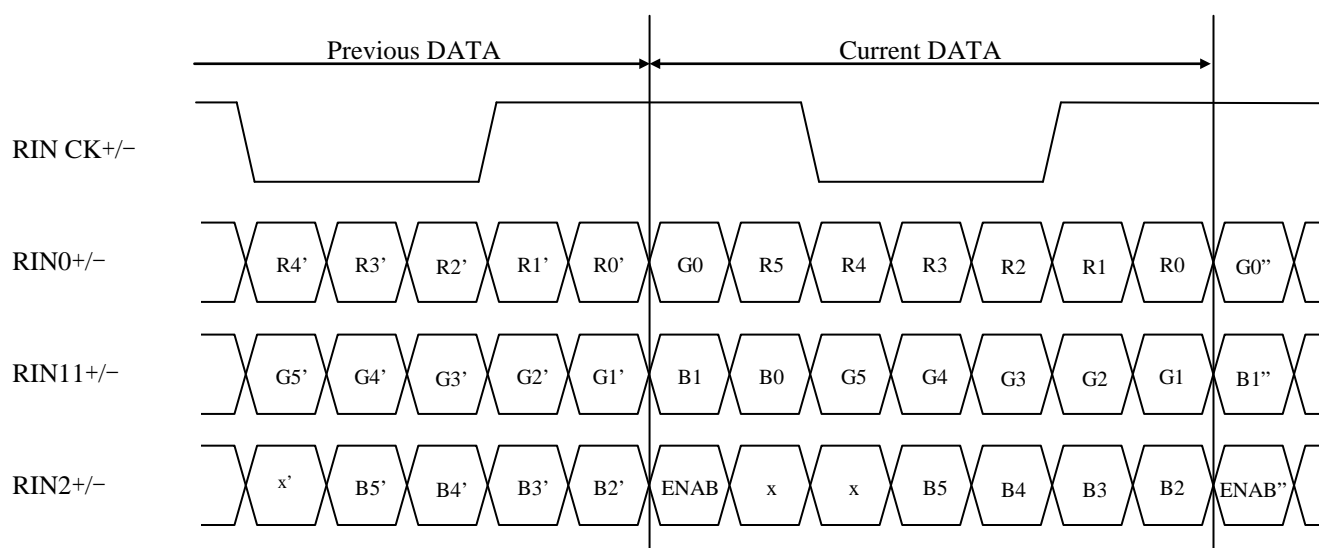 Previous DATA Current DATA
RIN CK+/−
RIN0+/− R4’ R3’ R2’ R1’ R0’ G0 R5 R4 R3 R2 R1 R0 G0”
RIN11+/− G5’ G4’ G3’ G2’ G1’ B1 B0 G5 G4 G3 G2 G1 B1”
RIN2+/− x’ B5’ B4’ B3’ B2’ ENAB x x B5 B4 B3 B2 ENAB”